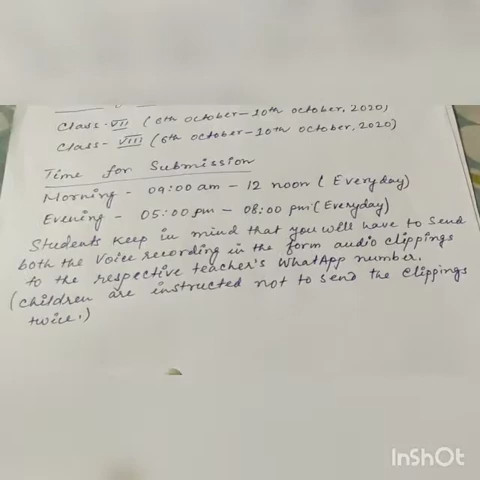 Class-VII (6th October-10th October, 2020)
Class-VIII (6th October-10th October, 2020)
Time for Submission
Morning - 09:00 am - 12 noon (Everyday)
Evening - 05:00 pm - 08:00 pm (Everyday)
Students keep in mind that you will have to send
both the Voice recording in the form audio clippings
to the respective teacher's WhatApp number.
(Children are instructed not to send the clippings
twice.)
InShOt